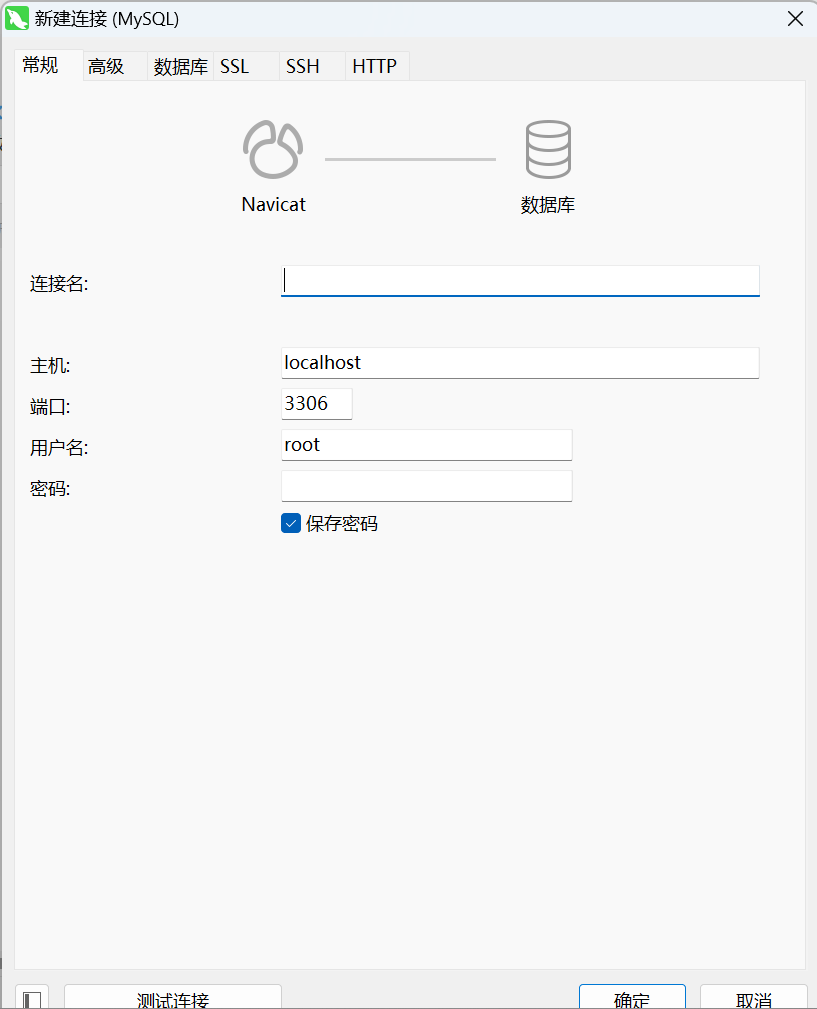 新建连接 (MySQL)
常规 高级 数据库 SSL SSH HTTP
Navicat 数据库
连接名:
主机: localhost
端口: 3306
用户名: root
密码:
保存密码
测试连接 确定 取消